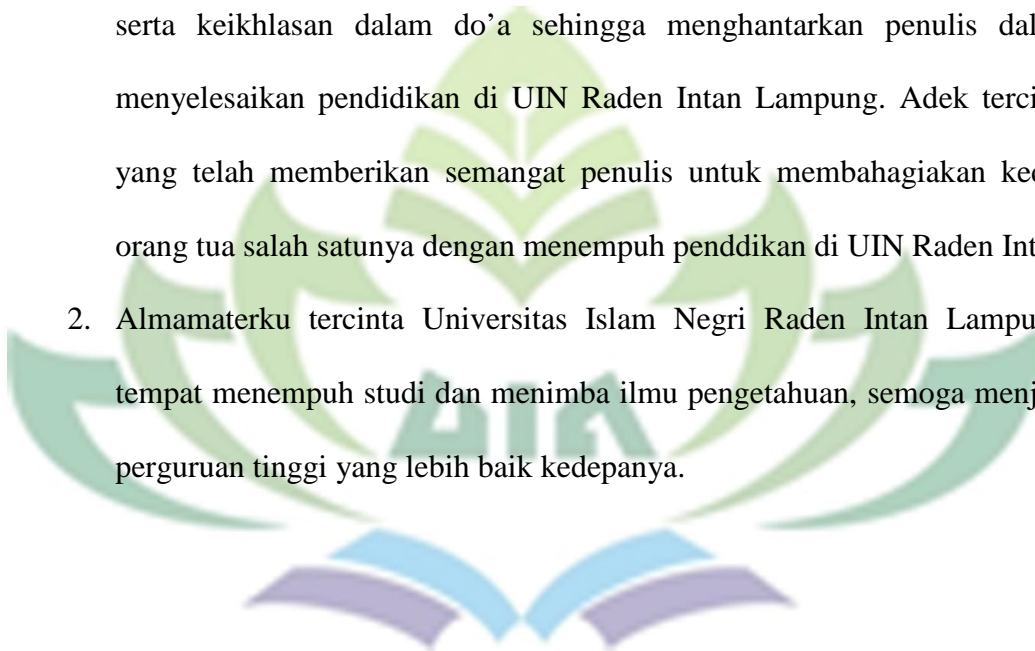 serta keikhlasan dalam do’a sehingga menghantarkan penulis dal
menyelesaikan pendidikan di UIN Raden Intan Lampung. Adek terci
yang telah memberikan semangat penulis untuk membahagiakan ked
orang tua salah satunya dengan menempuh penddikan di UIN Raden Int
2. Almamaterku tercinta Universitas Islam Negri Raden Intan Lampu
tempat menempuh studi dan menimba ilmu pengetahuan, semoga menj
perguruan tinggi yang lebih baik kedepanya.
UIN